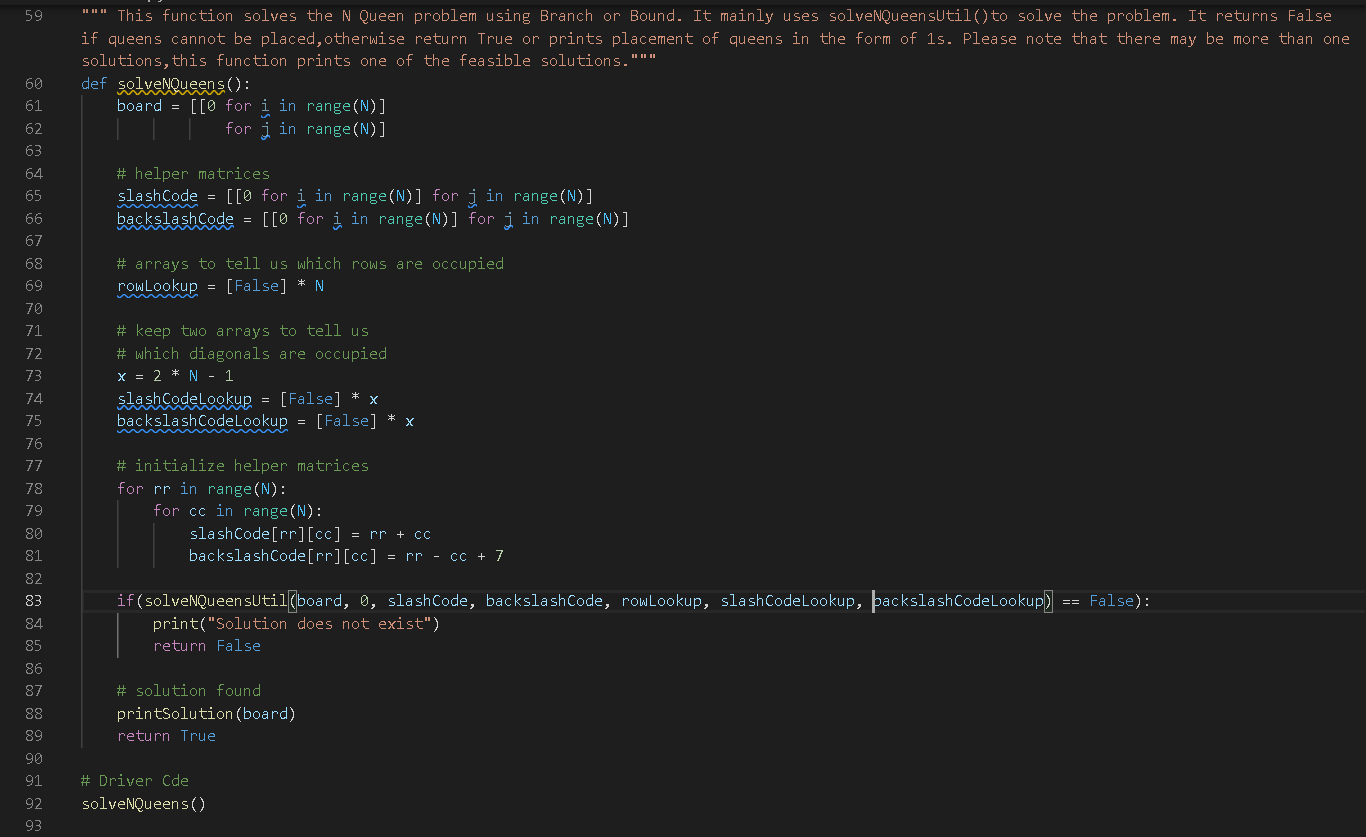 59 """ This function solves the N Queen problem using Branch or Bound. It mainly uses solveNQueensUtil()to solve the problem. It returns False
if queens cannot be placed,otherwise return True or prints placement of queens in the form of 1s. Please note that there may be more than one
solutions,this function prints one of the feasible solutions."""
60 def solveNQueens():
61     board = [[0 for i in range(N)]
62                 for j in range(N)]
63
64     # helper matrices
65     slashCode = [[0 for i in range(N)] for j in range(N)]
66     backslashCode = [[0 for i in range(N)] for j in range(N)]
67
68     # arrays to tell us which rows are occupied
69     rowLookup = [False] * N
70
71     # keep two arrays to tell us
72     # which diagonals are occupied
73     x = 2 * N - 1
74     slashCodeLookup = [False] * x
75     backslashCodeLookup = [False] * x
76
77     # initialize helper matrices
78     for rr in range(N):
79         for cc in range(N):
80             slashCode[rr][cc] = rr + cc
81             backslashCode[rr][cc] = rr - cc + 7
82
83     if(solveNQueensUtil(board, 0, slashCode, backslashCode, rowLookup, slashCodeLookup, backslashCodeLookup) == False):
84         print("Solution does not exist")
85         return False
86
87     # solution found
88     printSolution(board)
89     return True
90
91 # Driver Cde
92 solveNQueens()
93